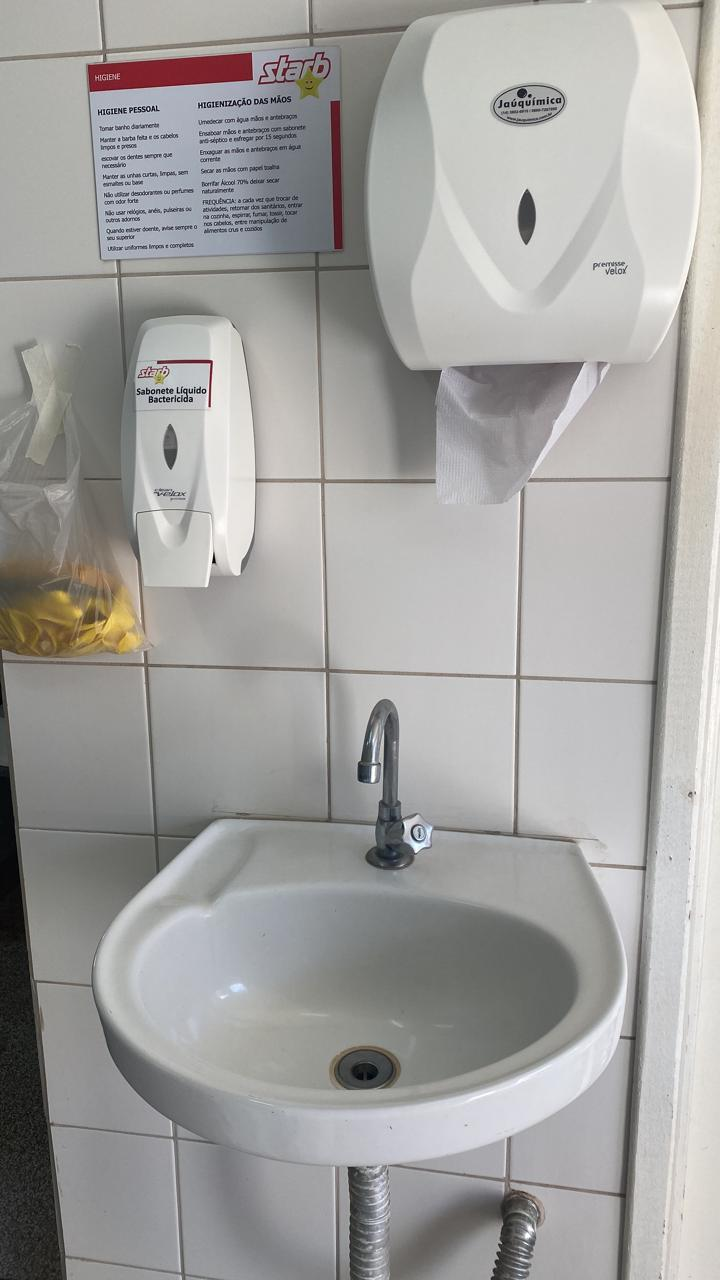 HIGIENE
starb
HIGIENE PESSOAL
Tomar banho diariamente
Manter a barba feita e os cabelos
limpos e presos
escovar os dentes sempre que
necessário
Manter as unhas curtas, limpas, sem
esmaltes ou base
Não utilizar desodorantes ou perfumes
com odor forte
Não usar relógios, anéis, pulseiras ou
outros adornos
Quando estiver doente, avise sempre o
seu superior
Utilizar uniformes limpos e completos
HIGIENIZAÇÃO DAS MÃOS
Umedecer com água mãos e antebraços
Ensaboar mãos e antebraços com sabonete
anti-séptico e esfregar por 15 segundos
Enxaguar as mãos e antebraços em água
corrente
Secar as mãos com papel toalha
Borrifar Álcool 70% deixar secar
naturalmente
FREQUÊNCIA: a cada vez que trocar de
atividades, retornar dos sanitários, entrar
na cozinha, espirrar, fumar, tossir, tocar
nos cabelos, entre manipulação de
alimentos crus e cozidos
Jaúquímica
www.jauquimica.com.br
premisse
velox
starb
Sabonete Líquido
Bactericida
velox